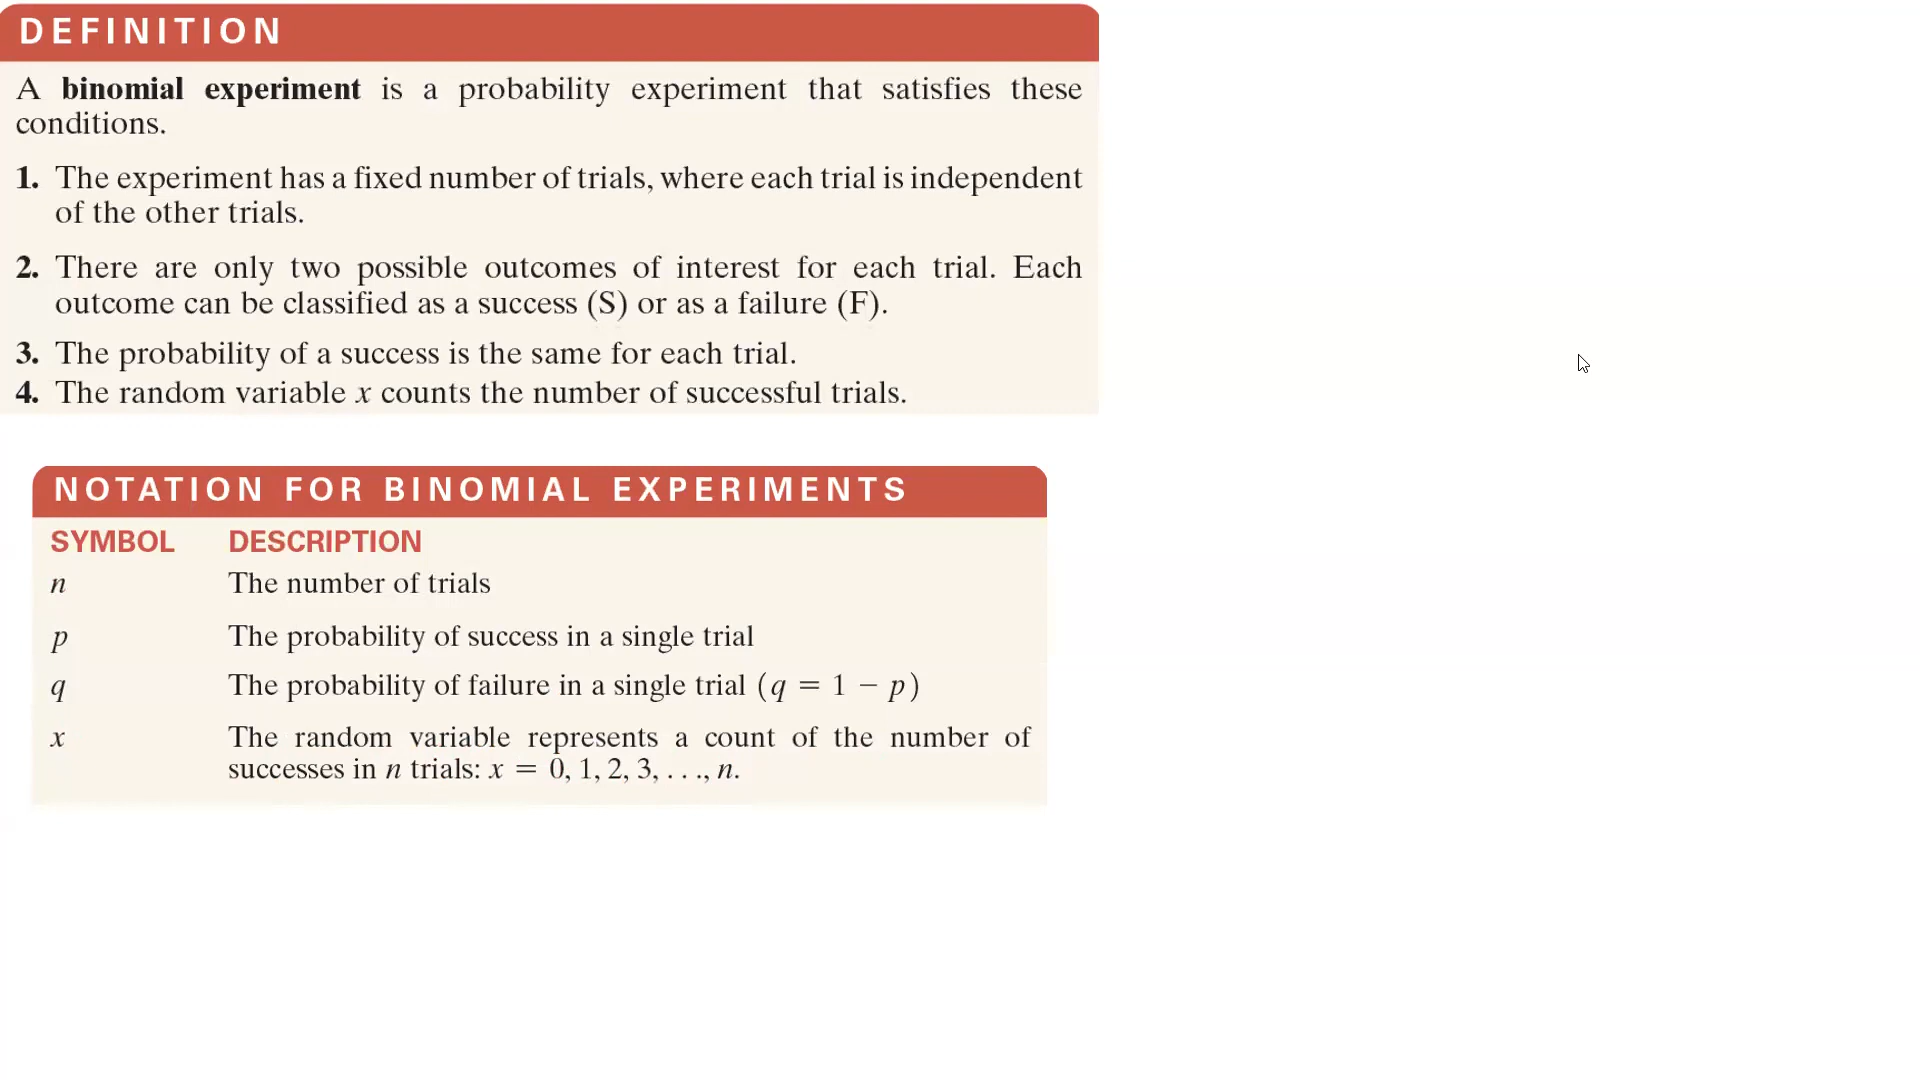 DEFINITION
A binomial experiment is a probability experiment that satisfies these
conditions.
1. The experiment has a fixed number of trials, where each trial is independent
of the other trials.
2. There are only two possible outcomes of interest for each trial. Each
outcome can be classified as a success (S) or as a failure (F).
3. The probability of a success is the same for each trial.
4. The random variable x counts the number of successful trials.
NOTATION FOR BINOMIAL EXPERIMENTS
SYMBOL DESCRIPTION
n The number of trials
p The probability of success in a single trial
q The probability of failure in a single trial (q = 1 − p)
x The random variable represents a count of the number of
successes in n trials: x = 0, 1, 2, 3, . . ., n.